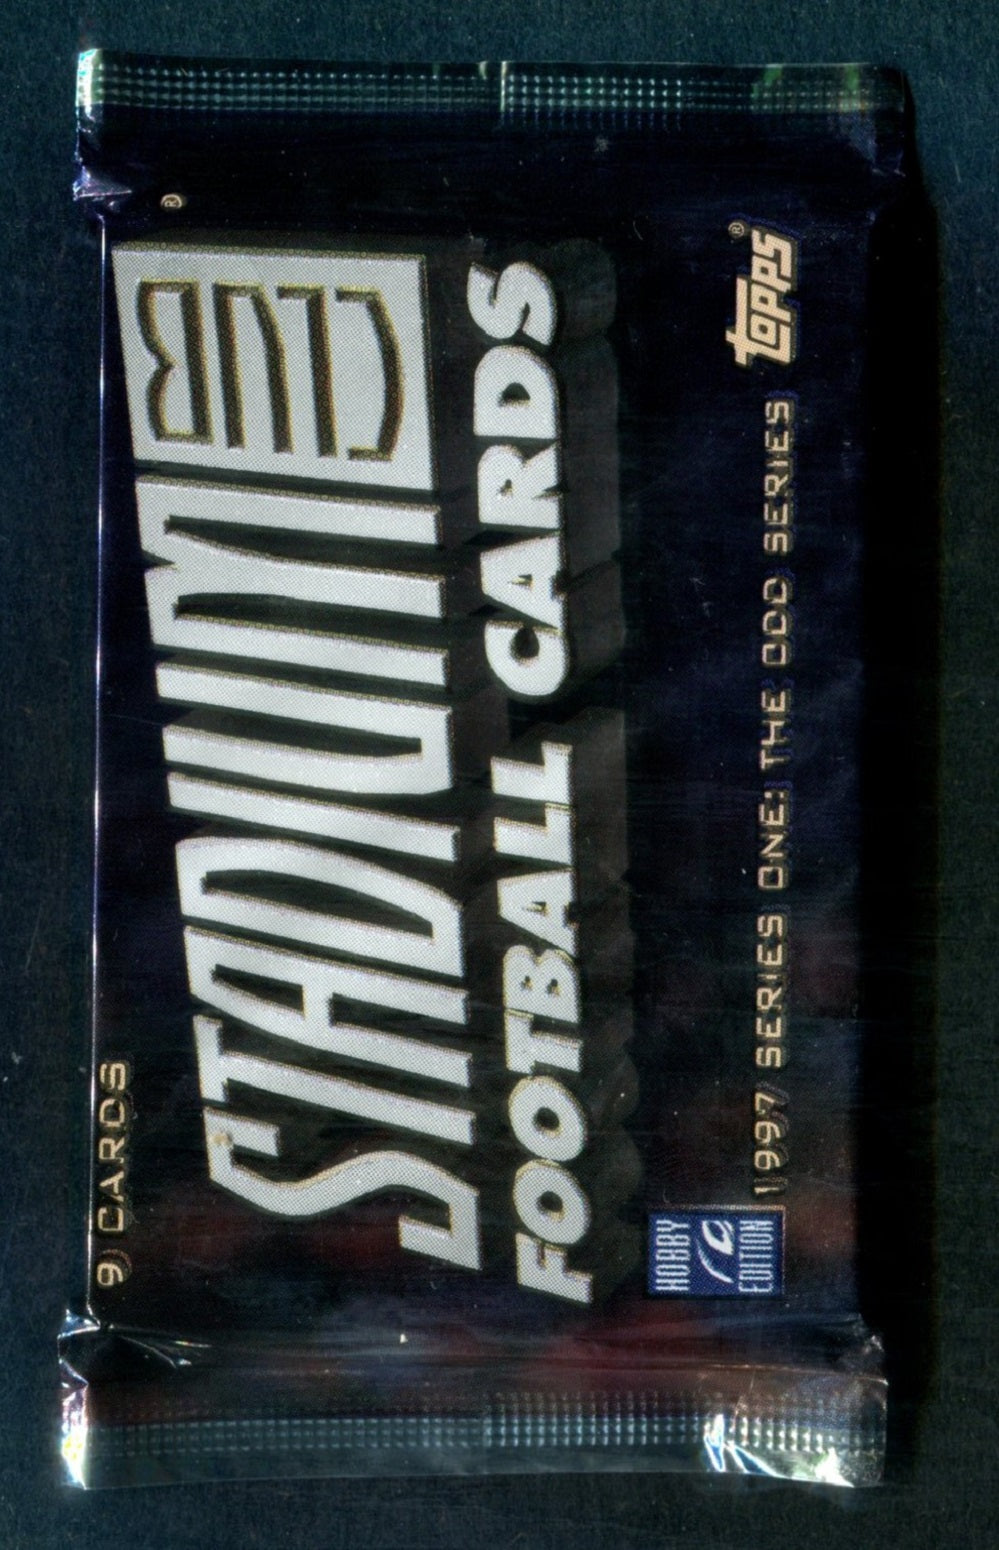 9 CARDS
STADIUM CLUB®
FOOTBALL CARDS
HOBBY
EDITION
1997 SERIES ONE: THE ODD SERIES
Topps®